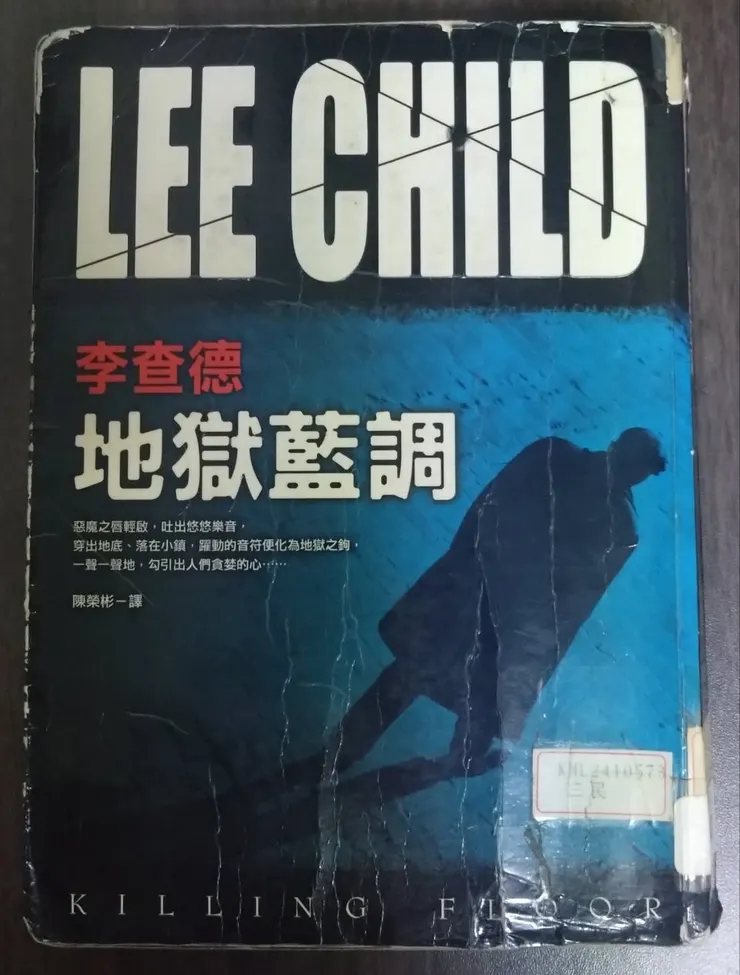 LEE CHILD
李查德
地獄藍調
惡魔之唇輕啟，吐出悠悠樂音，
穿出地底、落在小鎮，躍動的音符便化為地獄之鉤，
一聲一聲地，勾引出人們貪婪的心……
陳榮彬－譯
KML2410573
三民
KILLING FLOOR